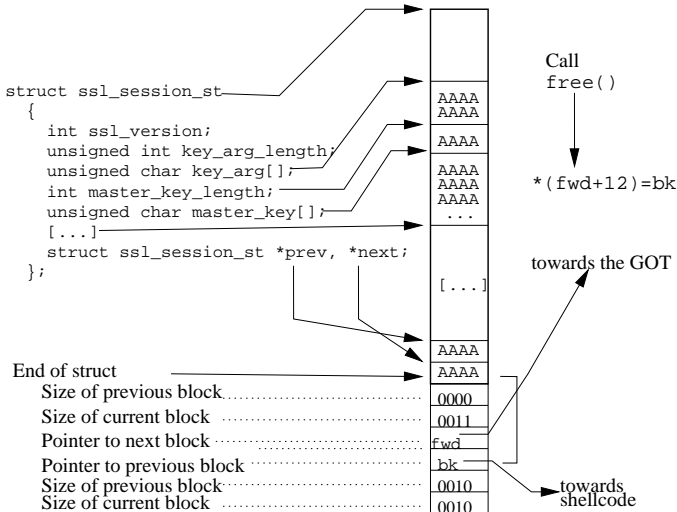 struct ssl_session_st
{
int ssl_version;
unsigned int key_arg_length;
unsigned char key_arg[];
int master_key_length;
unsigned char master_key[];
[...]
struct ssl_session_st *prev, *next;
};
End of struct
Size of previous block
Size of current block
Pointer to next block
Pointer to previous block
Size of previous block
Size of current block
AAAA
AAAA
AAAA
AAAA
AAAA
AAAA
...
[...]
AAAA
AAAA
0000
0011
fwd
bk
0010
0010
Call
free()
*(fwd+12)=bk
towards the GOT
towards
shellcode